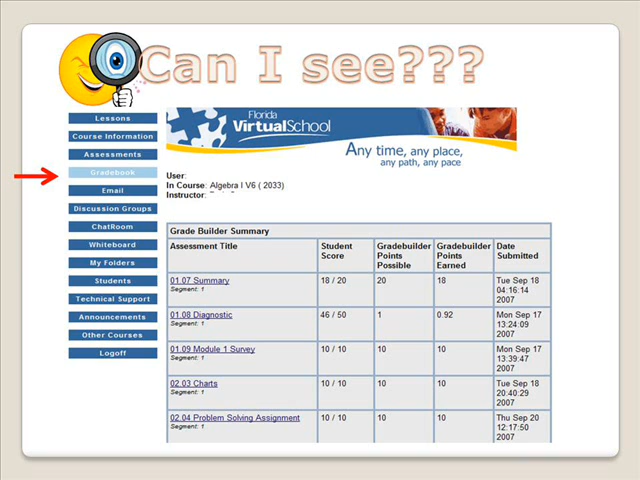 Can I see???
Lessons
Course Information
Assessments
Gradebook
Email
Discussion Groups
ChatRoom
Whiteboard
My Folders
Students
Technical Support
Announcements
Other Courses
Logoff
Florida
VirtualSchool
Any time, any place,
any path, any pace
User:
In Course: Algebra I V6 ( 2033)
Instructor:
Grade Builder Summary
Assessment Title Student Score Gradebuilder Points Possible Gradebuilder Points Earned Date Submitted
01.07 Summary 18 / 20 20 18 Tue Sep 18
Segment: 1 04:16:14
2007
01.08 Diagnostic 46 / 50 1 0.92 Mon Sep 17
Segment: 1 13:24:09
2007
01.09 Module 1 Survey 10 / 10 10 10 Mon Sep 17
Segment: 1 13:39:47
2007
02.03 Charts 10 / 10 10 10 Tue Sep 18
Segment: 1 20:40:29
2007
02.04 Problem Solving Assignment 10 / 10 10 10 Thu Sep 20
Segment: 1 12:17:50
2007